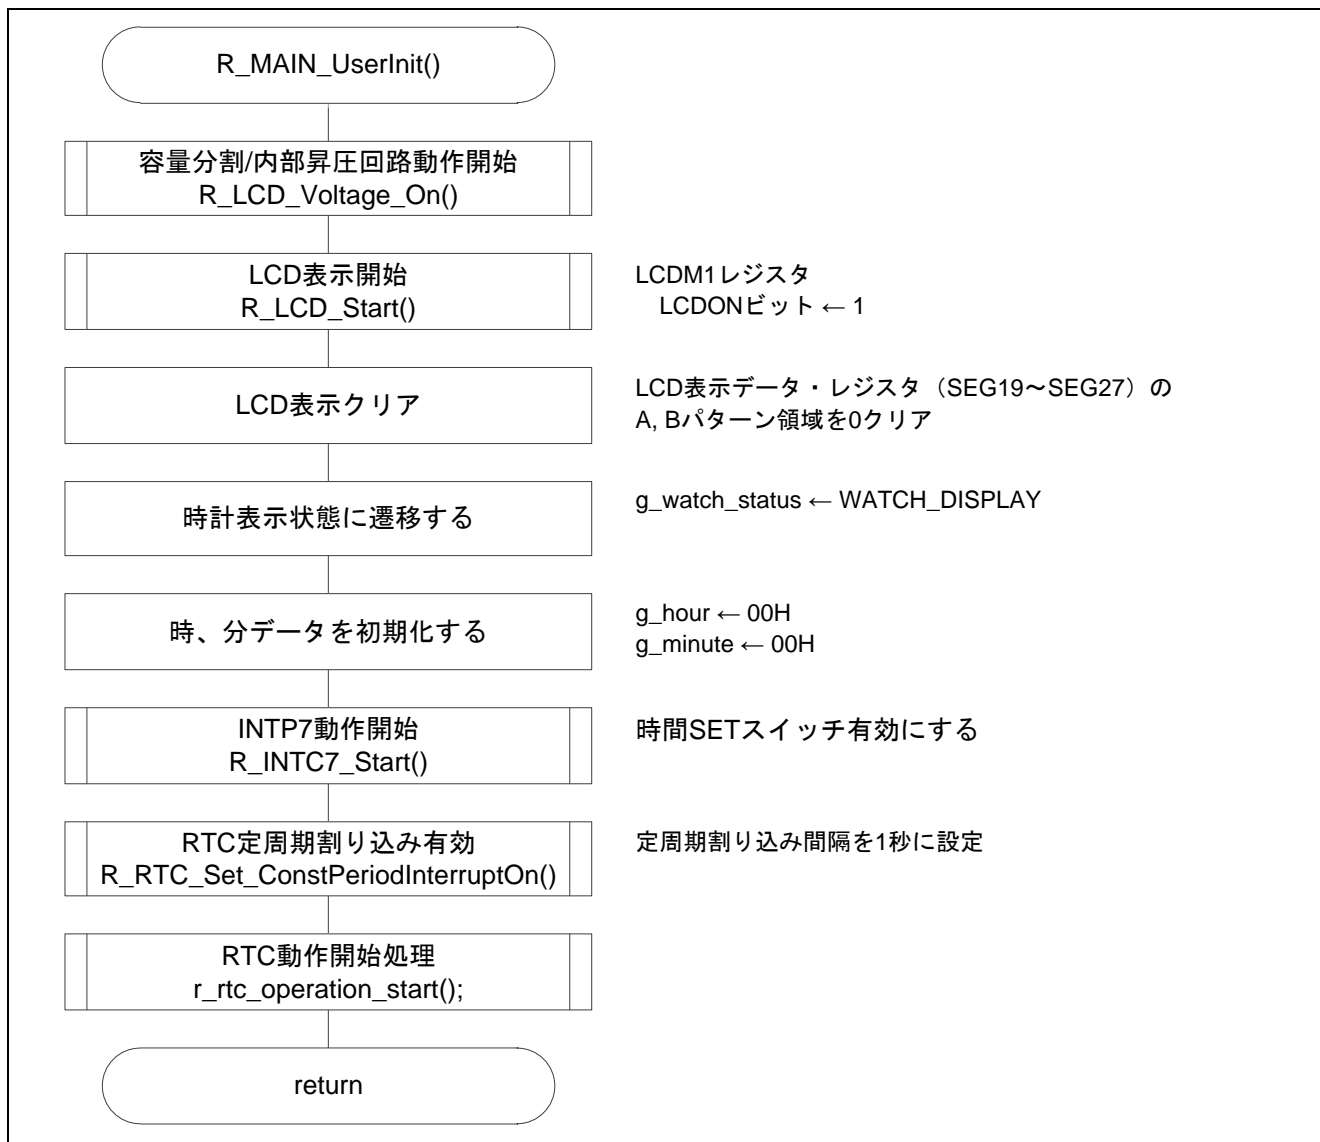 R_MAIN_UserInit()
容量分割/内部昇圧回路動作開始
R_LCD_Voltage_On()
LCD表示開始
R_LCD_Start()
LCDM1レジスタ
LCDONビット ← 1
LCD表示クリア
LCD表示データ・レジスタ（SEG19～SEG27）の
A, Bパターン領域を0クリア
時計表示状態に遷移する
g_watch_status ← WATCH_DISPLAY
時、分データを初期化する
g_hour ← 00H
g_minute ← 00H
INTP7動作開始
R_INTC7_Start()
時間SETスイッチ有効にする
RTC定周期割り込み有効
R_RTC_Set_ConstPeriodInterruptOn()
定周期割り込み間隔を1秒に設定
RTC動作開始処理
r_rtc_operation_start();
return